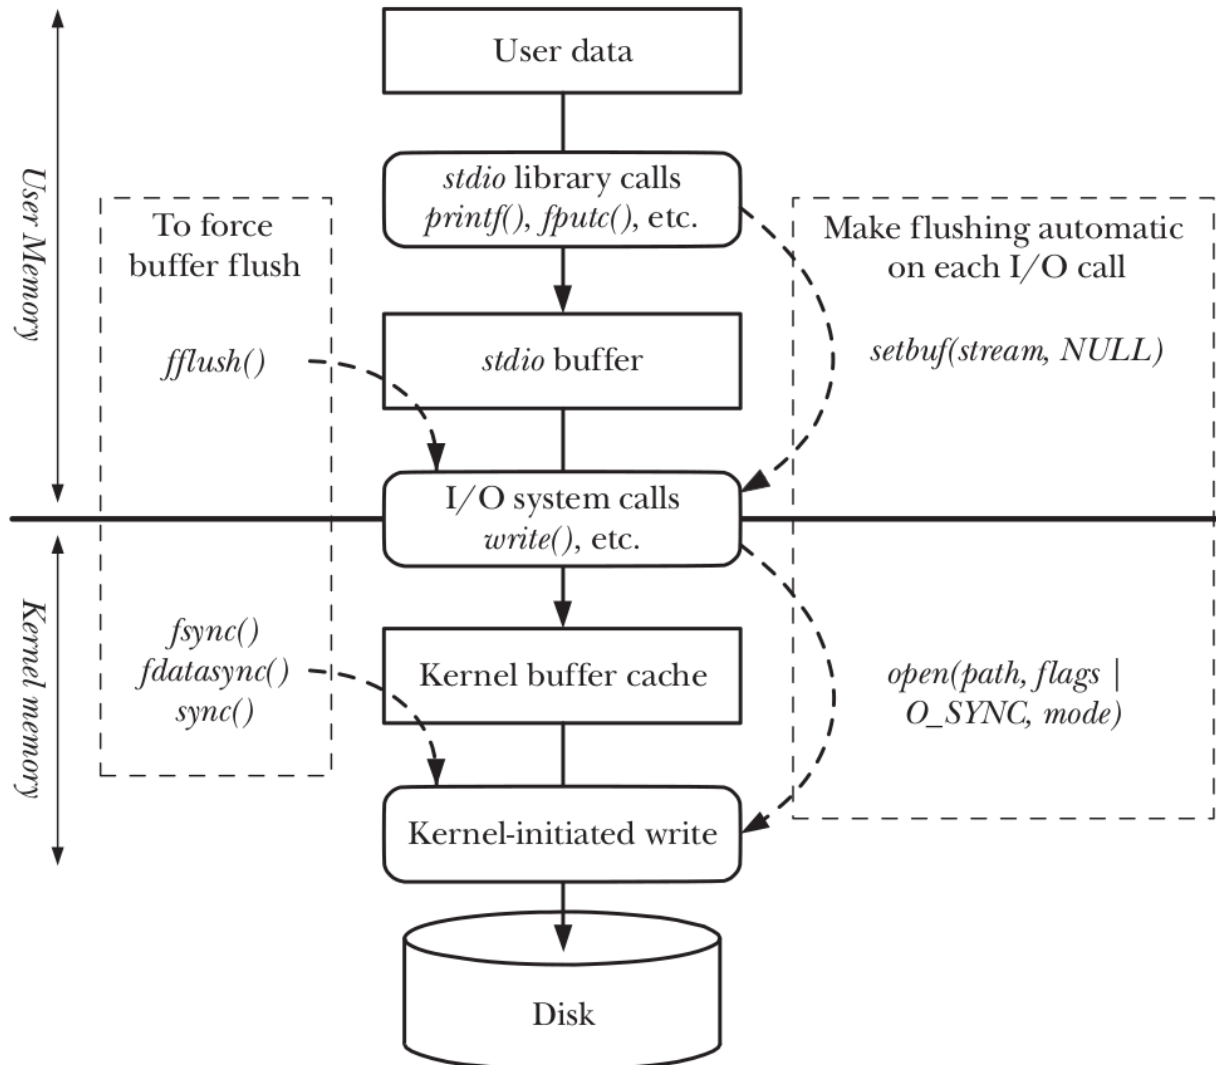 User data
User Memory
stdio library calls
printf(), fputc(), etc.
To force
buffer flush
Make flushing automatic
on each I/O call
fflush()
stdio buffer
setbuf(stream, NULL)
I/O system calls
write(), etc.
Kernel memory
fsync()
fdatasync()
sync()
Kernel buffer cache
open(path, flags |
O_SYNC, mode)
Kernel-initiated write
Disk